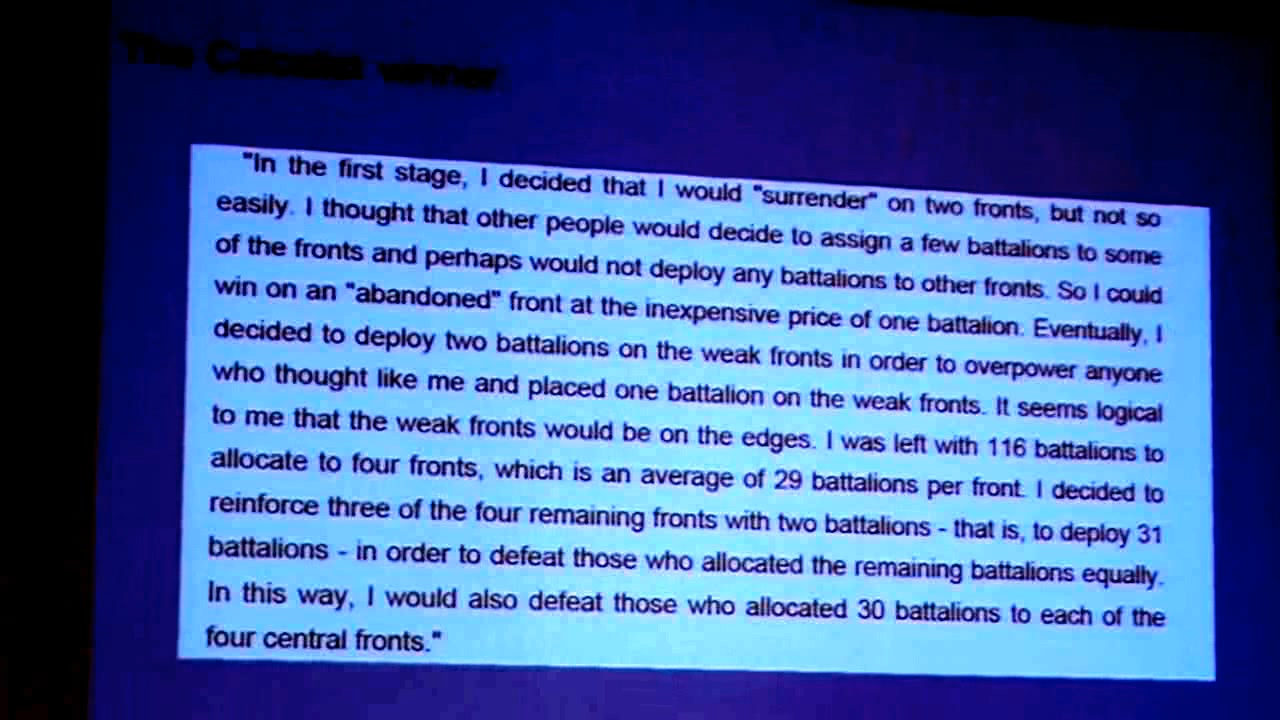 The Calcalist winner
"In the first stage, I decided that I would "surrender" on two fronts, but not so
easily. I thought that other people would decide to assign a few battalions to some
of the fronts and perhaps would not deploy any battalions to other fronts. So I could
win on an "abandoned" front at the inexpensive price of one battalion. Eventually, I
decided to deploy two battalions on the weak fronts in order to overpower anyone
who thought like me and placed one battalion on the weak fronts. It seems logical
to me that the weak fronts would be on the edges. I was left with 116 battalions to
allocate to four fronts, which is an average of 29 battalions per front. I decided to
reinforce three of the four remaining fronts with two battalions - that is, to deploy 31
battalions - in order to defeat those who allocated the remaining battalions equally.
In this way, I would also defeat those who allocated 30 battalions to each of the
four central fronts."